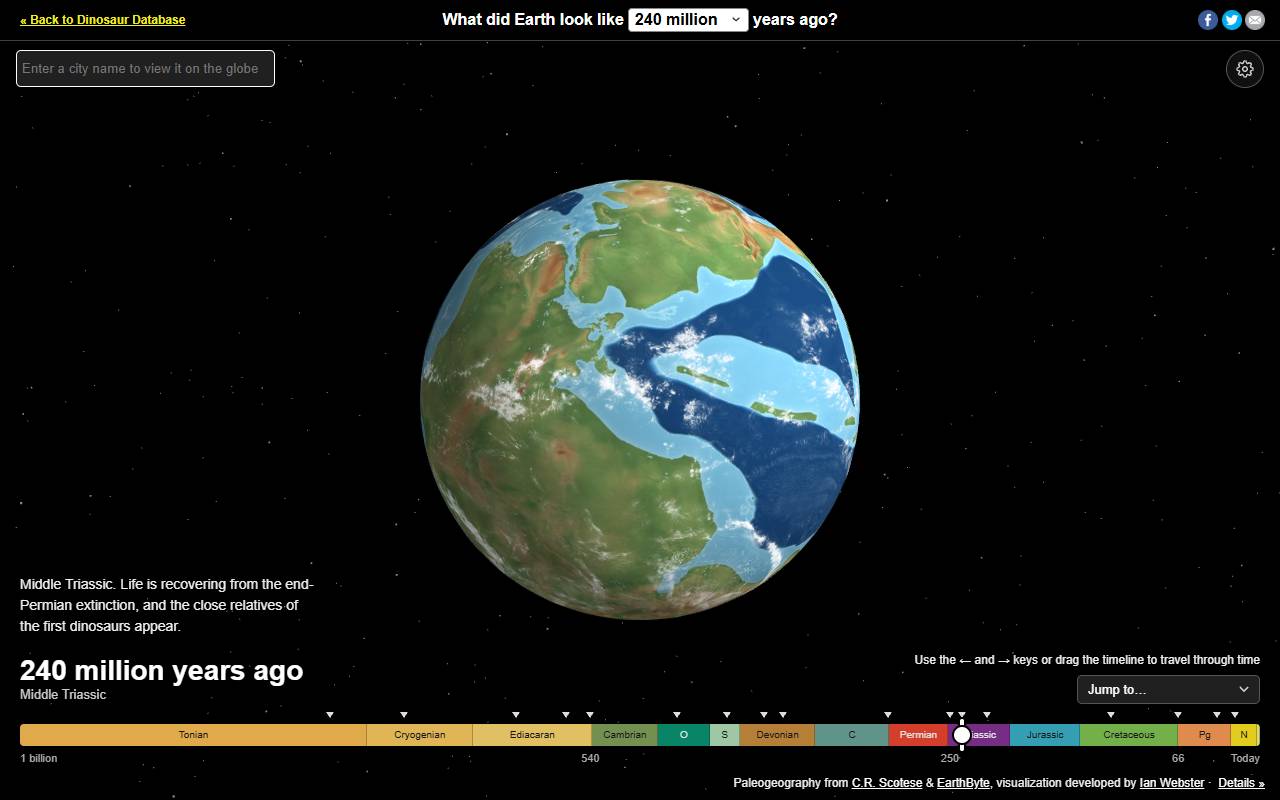 « Back to Dinosaur Database
What did Earth look like 240 million years ago?
Enter a city name to view it on the globe
Middle Triassic. Life is recovering from the end-
Permian extinction, and the close relatives of
the first dinosaurs appear.
240 million years ago
Middle Triassic
Use the ← and → keys or drag the timeline to travel through time
Jump to...
Tonian Cryogenian Ediacaran Cambrian O S Devonian C Permian iassic Jurassic Cretaceous Pg N
1 billion 540 250 66 Today
Paleogeography from C.R. Scotese & EarthByte, visualization developed by Ian Webster · Details »